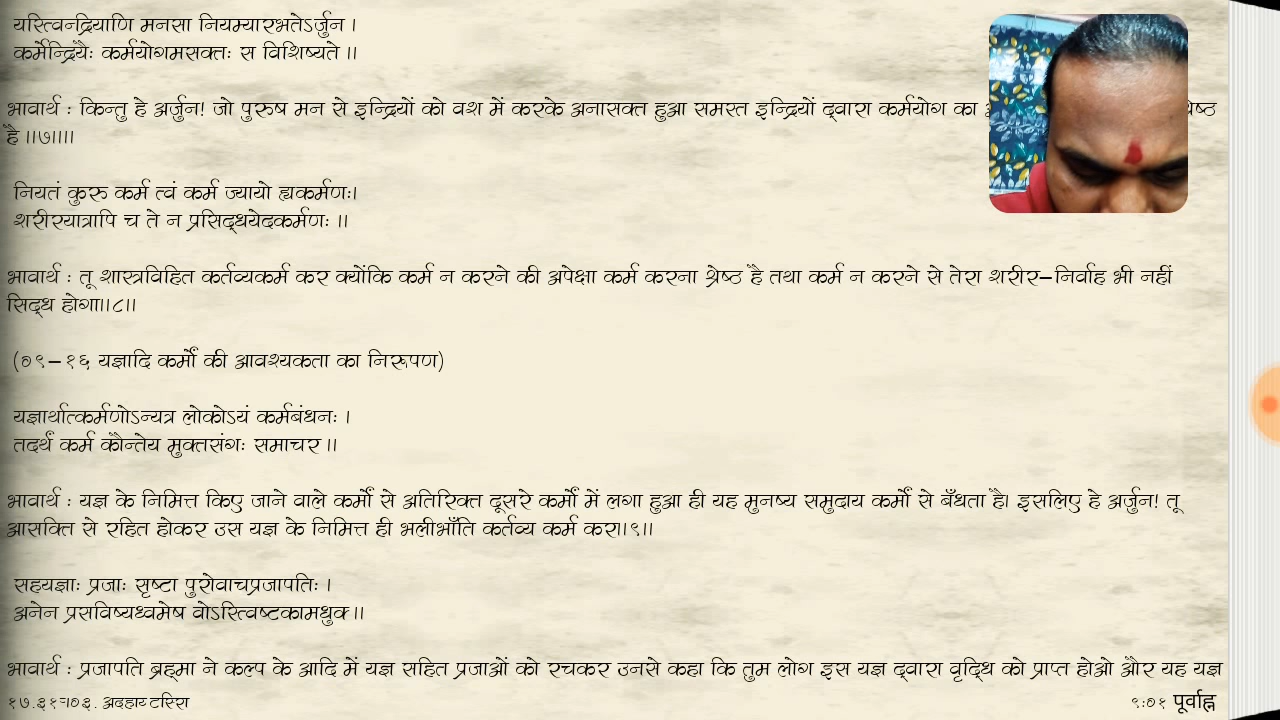 यस्त्विन्द्रियाणि मनसा नियम्यारभतेऽर्जुन ।
कर्मेन्द्रियैः कर्मयोगमसक्तः स विशिष्यते ।।
भावार्थ : किन्तु हे अर्जुन! जो पुरुष मन से इन्द्रियों को वश में करके अनासक्त हुआ समस्त इन्द्रियों द्वारा कर्मयोग का
है ।।७।।।।
नियतं कुरु कर्म त्वं कर्म ज्यायो ह्यकर्मणः।
शरीरयात्रापि च ते न प्रसिद्धयेदकर्मणः ।।
भावार्थ : तू शास्त्रविहित कर्तव्यकर्म कर क्योंकि कर्म न करने की अपेक्षा कर्म करना श्रेष्ठ है तथा कर्म न करने से तेरा शरीर-निर्वाह भी नहीं
सिद्ध होगा।।८।।
(०९-१६ यज्ञादि कर्मों की आवश्यकता का निरूपण)
यज्ञार्थात्कर्मणोऽन्यत्र लोकोऽयं कर्मबंधनः ।
तदर्थं कर्म कौन्तेय मुक्तसंगः समाचर ।।
भावार्थ : यज्ञ के निमित्त किए जाने वाले कर्मों से अतिरिक्त दूसरे कर्मों में लगा हुआ ही यह मुनष्य समुदाय कर्मों से बँधता है। इसलिए हे अर्जुन! तू
आसक्ति से रहित होकर उस यज्ञ के निमित्त ही भलीभाँति कर्तव्य कर्म कर।।९।।
सहयज्ञाः प्रजाः सृष्टा पुरोवाचप्रजापतिः ।
अनेन प्रसविष्यध्वमेष वोऽस्त्विष्टकामधुक ।।
भावार्थ : प्रजापति ब्रह्मा ने कल्प के आदि में यज्ञ सहित प्रजाओं को रचकर उनसे कहा कि तुम लोग इस यज्ञ द्वारा वृद्धि को प्राप्त होओ और यह यज्ञ
९:०१ पूर्वाह्न